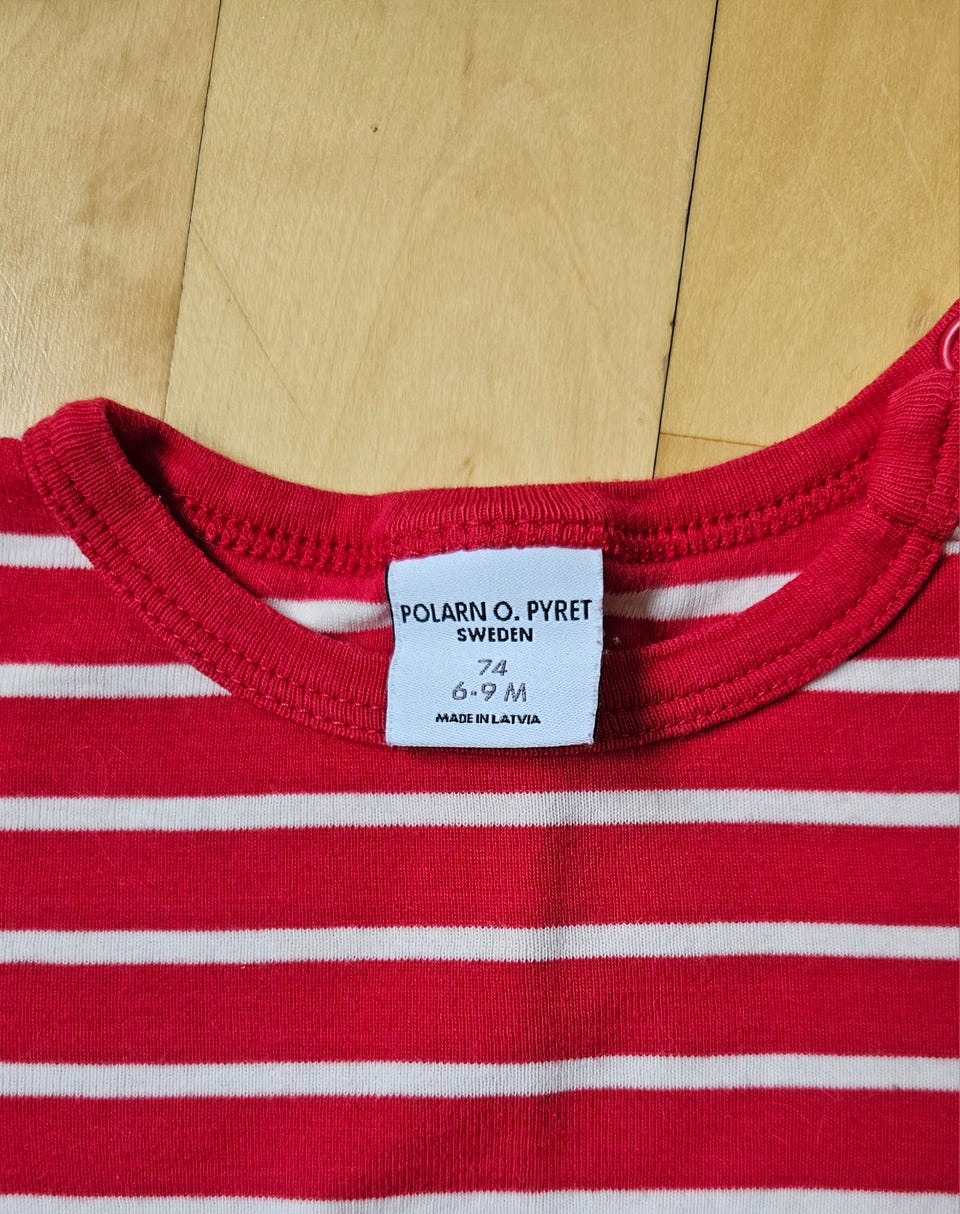 POLARN O. PYRET
SWEDEN
74
6-9 M
MADE IN LATVIA